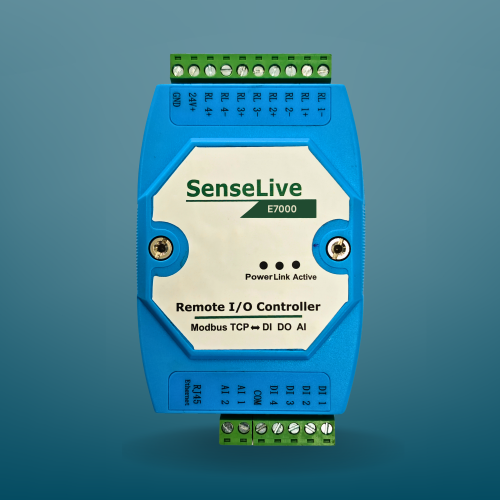 GND 24V+ RL 4+ RL 4- RL 3+ RL 3- RL 2+ RL 2- RL 1+ RL 1-
SenseLive
E7000
Power Link Active
Remote I/O Controller
Modbus TCP ⬌ DI DO AI
RJ45 Ethernet AI 2 AI 1 COM DI 4 DI 3 DI 2 DI 1